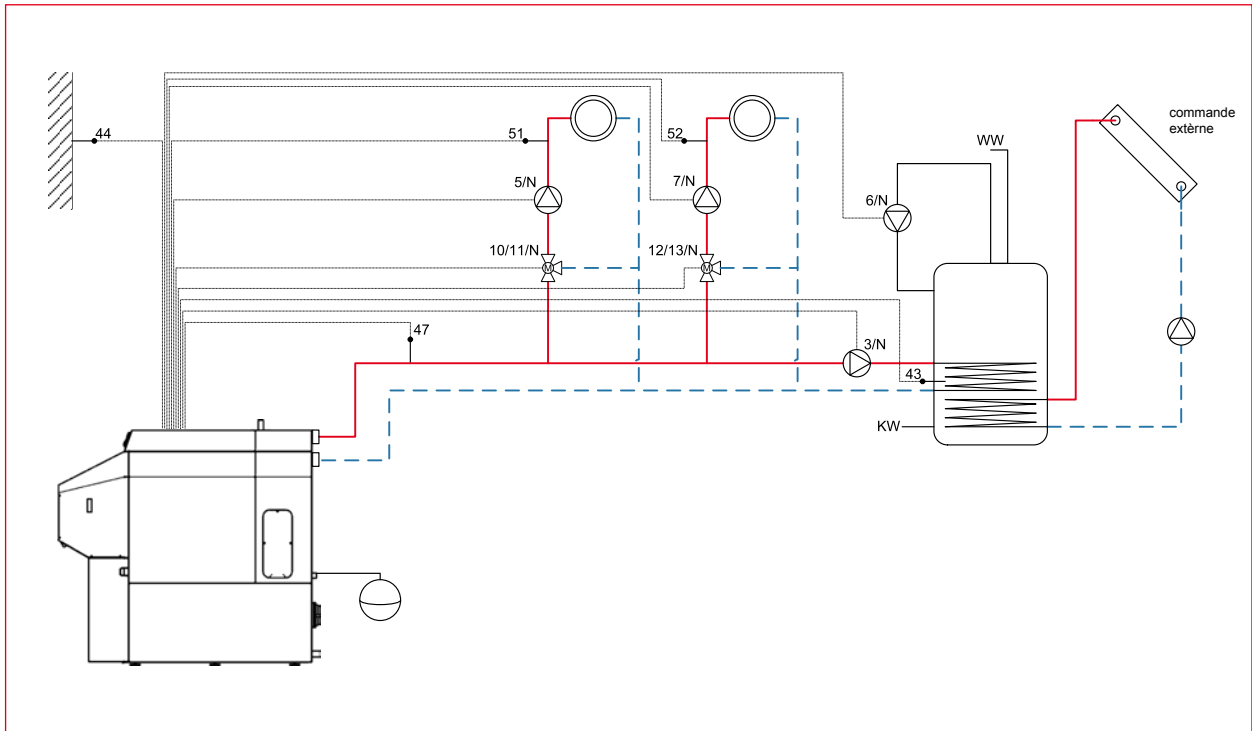 commande
extèrne
44
51
52
WW
5/N
7/N
6/N
10/11/N
M
12/13/N
M
47
3/N
43
KW